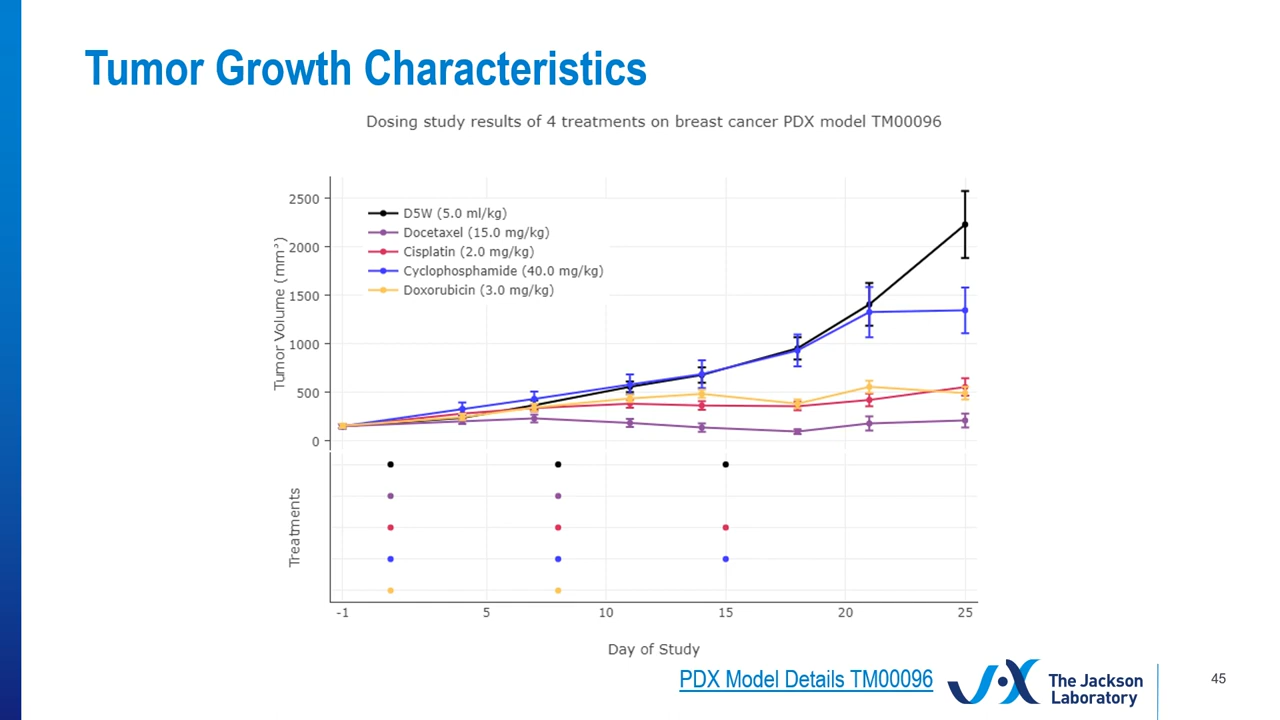 Tumor Growth Characteristics
Dosing study results of 4 treatments on breast cancer PDX model TM00096
Tumor Volume (mm³)
2500
2000
1500
1000
500
0
D5W (5.0 ml/kg)
Docetaxel (15.0 mg/kg)
Cisplatin (2.0 mg/kg)
Cyclophosphamide (40.0 mg/kg)
Doxorubicin (3.0 mg/kg)
Treatments
-1 5 10 15 20 25
Day of Study
PDX Model Details TM00096
JAX
The Jackson
Laboratory
45